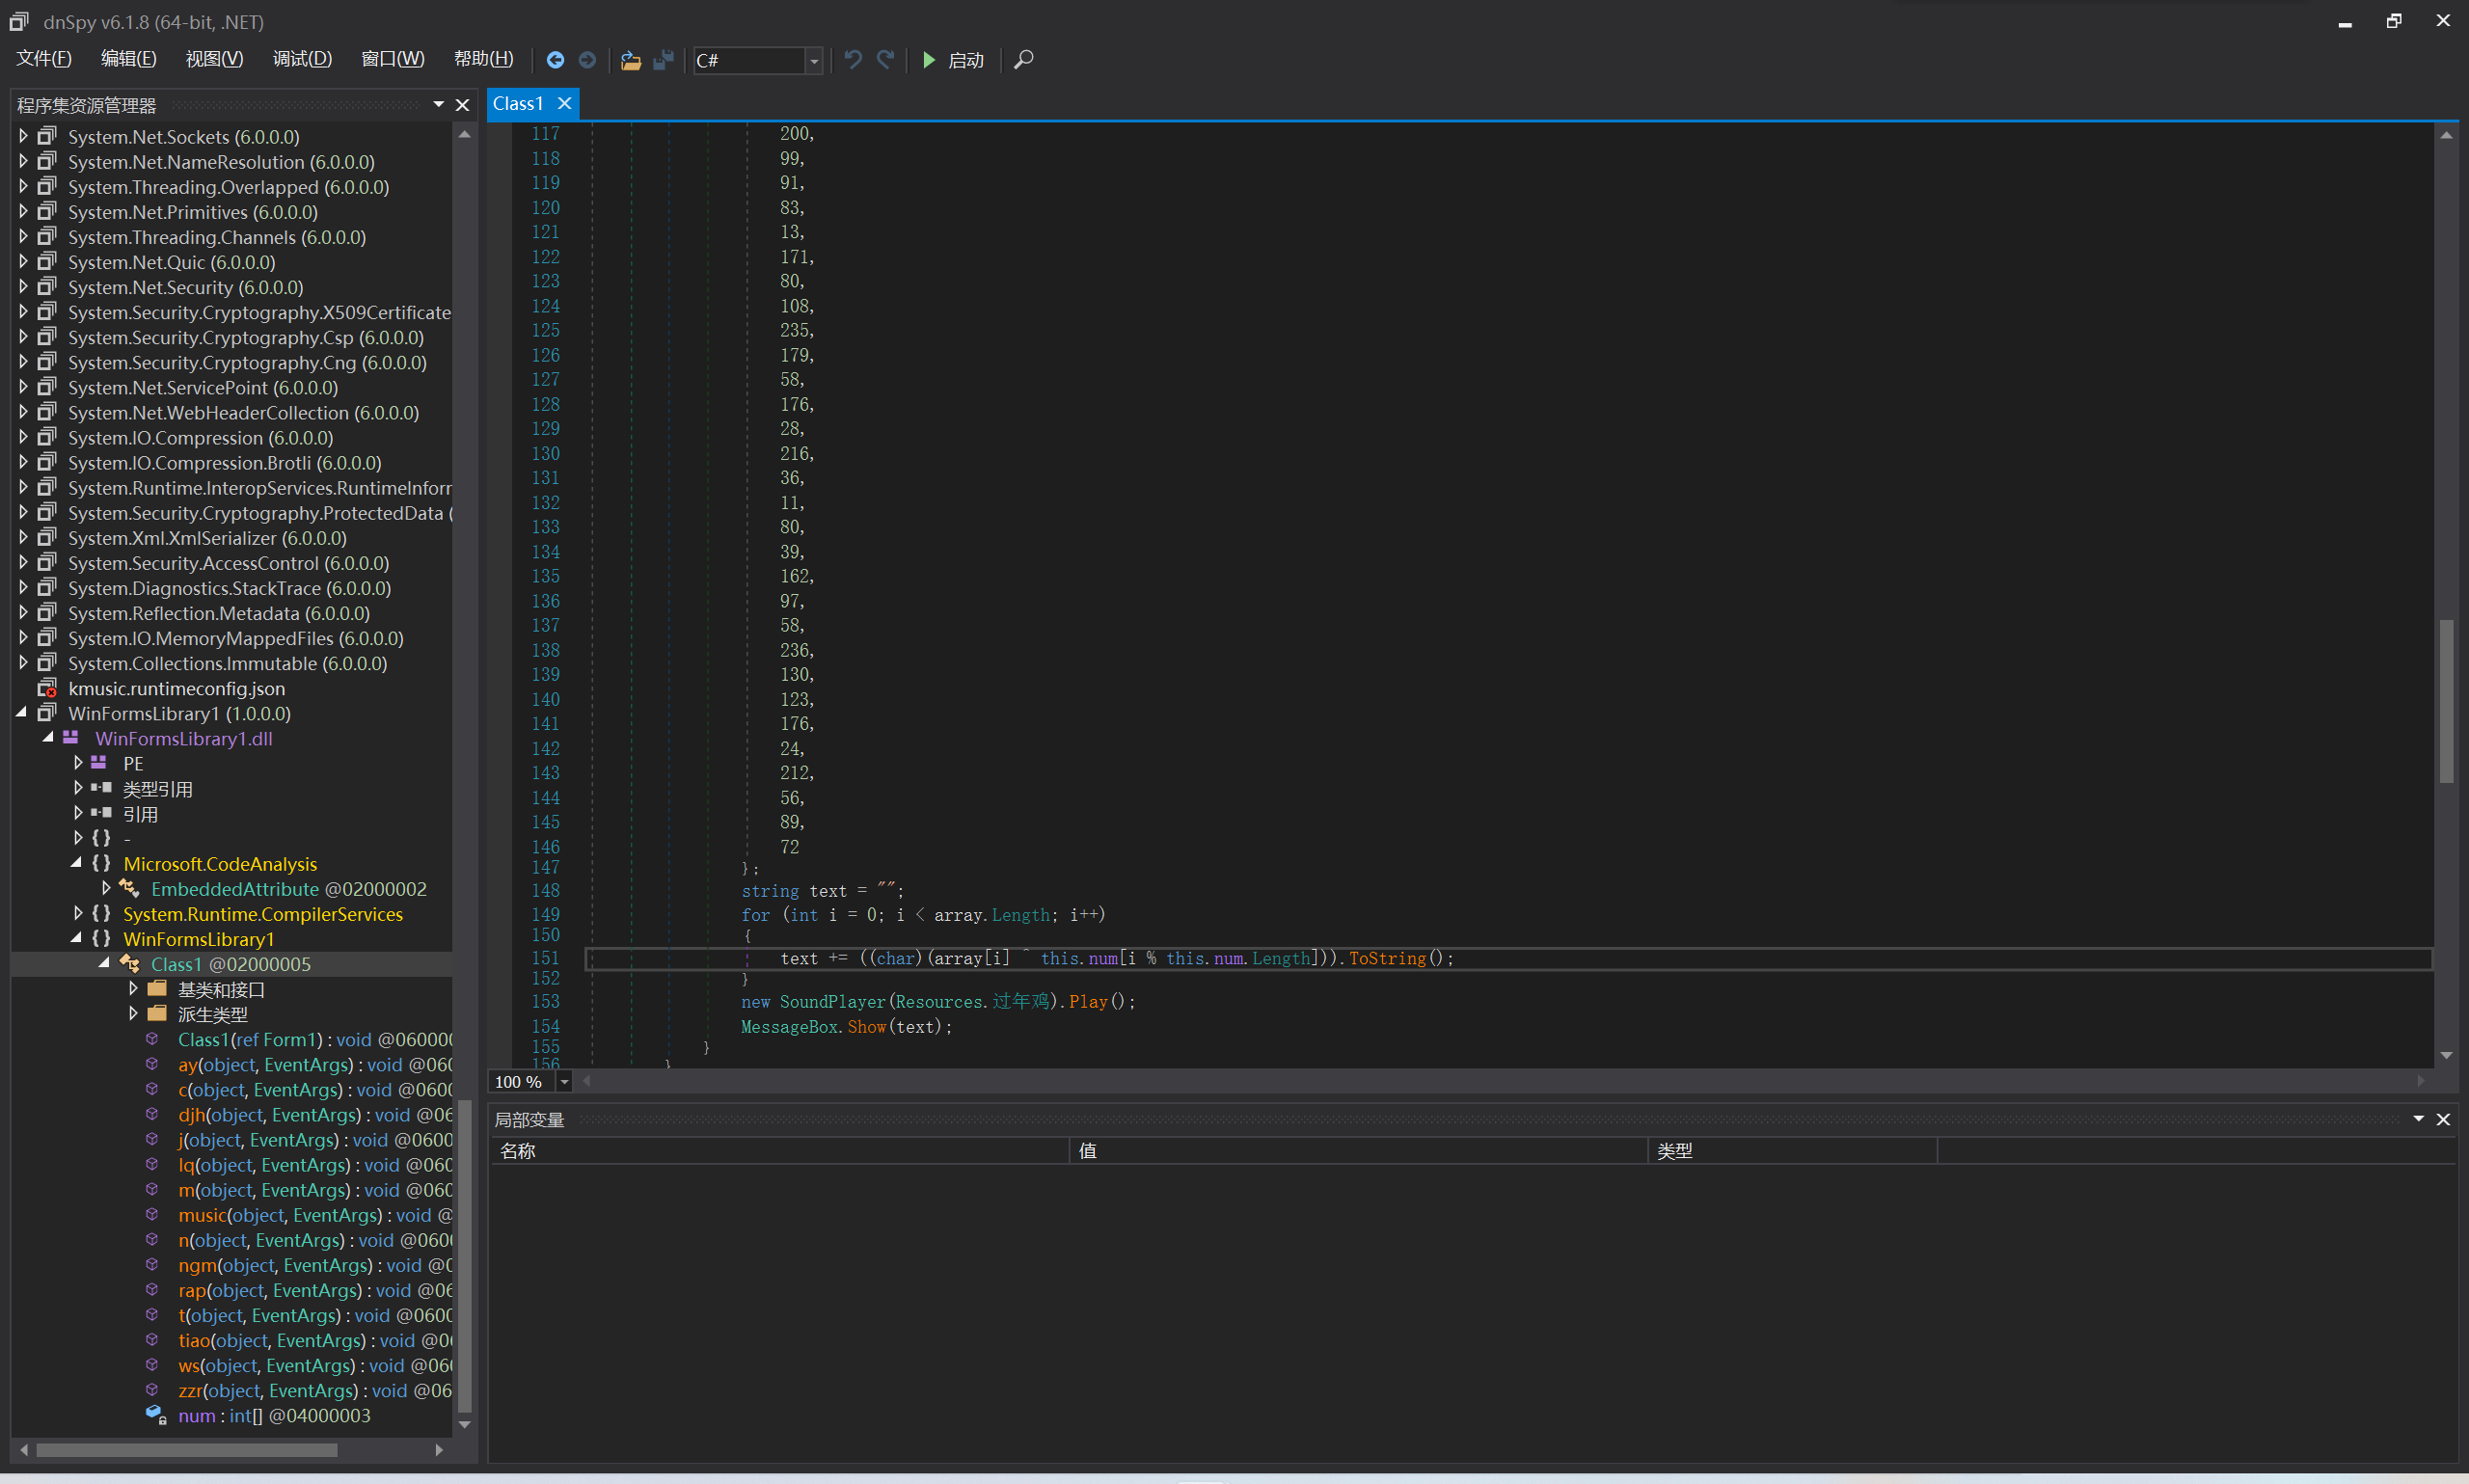 dnSpy v6.1.8 (64-bit, .NET)
文件(F) 编辑(E) 视图(V) 调试(D) 窗口(W) 帮助(H) C# 启动
程序集资源管理器
System.Net.Sockets (6.0.0.0)
System.Net.NameResolution (6.0.0.0)
System.Threading.Overlapped (6.0.0.0)
System.Net.Primitives (6.0.0.0)
System.Threading.Channels (6.0.0.0)
System.Net.Quic (6.0.0.0)
System.Net.Security (6.0.0.0)
System.Security.Cryptography.X509Certificate
System.Security.Cryptography.Csp (6.0.0.0)
System.Security.Cryptography.Cng (6.0.0.0)
System.Net.ServicePoint (6.0.0.0)
System.Net.WebHeaderCollection (6.0.0.0)
System.IO.Compression (6.0.0.0)
System.IO.Compression.Brotli (6.0.0.0)
System.Runtime.InteropServices.RuntimeInforr
System.Security.Cryptography.ProtectedData (
System.Xml.XmlSerializer (6.0.0.0)
System.Security.AccessControl (6.0.0.0)
System.Diagnostics.StackTrace (6.0.0.0)
System.Reflection.Metadata (6.0.0.0)
System.IO.MemoryMappedFiles (6.0.0.0)
System.Collections.Immutable (6.0.0.0)
kmusic.runtimeconfig.json
WinFormsLibrary1 (1.0.0.0)
WinFormsLibrary1.dll
PE
类型引用
引用
{ } -
{ } Microsoft.CodeAnalysis
EmbeddedAttribute @02000002
{ } System.Runtime.CompilerServices
{ } WinFormsLibrary1
Class1 @02000005
基类和接口
派生类型
Class1(ref Form1) : void @060000
ay(object, EventArgs) : void @060
c(object, EventArgs) : void @0600
djh(object, EventArgs) : void @06
j(object, EventArgs) : void @0600
lq(object, EventArgs) : void @060
m(object, EventArgs) : void @060
music(object, EventArgs) : void @
n(object, EventArgs) : void @060
ngm(object, EventArgs) : void @0
rap(object, EventArgs) : void @06
t(object, EventArgs) : void @0600
tiao(object, EventArgs) : void @06
ws(object, EventArgs) : void @060
zzr(object, EventArgs) : void @06
num : int[] @04000003
Class1
117 200,
118 99,
119 91,
120 83,
121 13,
122 171,
123 80,
124 108,
125 235,
126 179,
127 58,
128 176,
129 28,
130 216,
131 36,
132 11,
133 80,
134 39,
135 162,
136 97,
137 58,
138 236,
139 130,
140 123,
141 176,
142 24,
143 212,
144 56,
145 89,
146 72
147 };
148 string text = "";
149 for (int i = 0; i < array.Length; i++)
150 {
151 text += ((char)(array[i] ^ this.num[i % this.num.Length])).ToString();
152 }
153 new SoundPlayer(Resources.过年鸡).Play();
154 MessageBox.Show(text);
155 }
156 }
100 %
局部变量
名称 值 类型